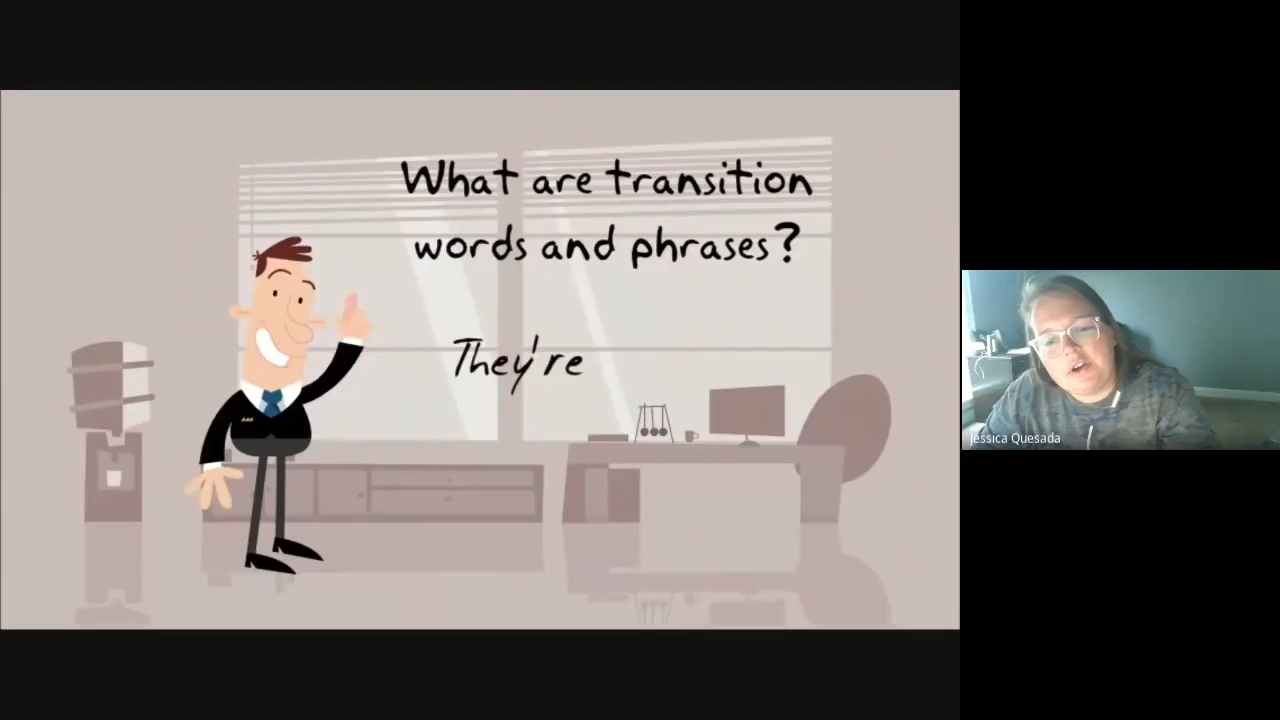 What are transition
words and phrases?
They're
Jessica Quesada